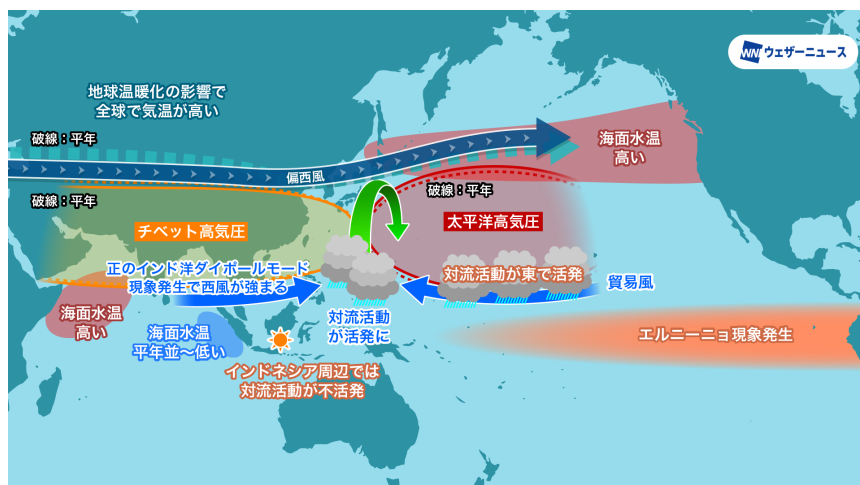 WN ウェザーニュース
地球温暖化の影響で
全球で気温が高い
破線：平年
海面水温
高い
偏西風
破線：平年
破線：平年
チベット高気圧
太平洋高気圧
正のインド洋ダイポールモード
現象発生で西風が強まる
対流活動が東で活発
貿易風
海面水温
高い
海面水温
平年並～低い
対流活動
が活発に
エルニーニョ現象発生
インドネシア周辺では
対流活動が不活発